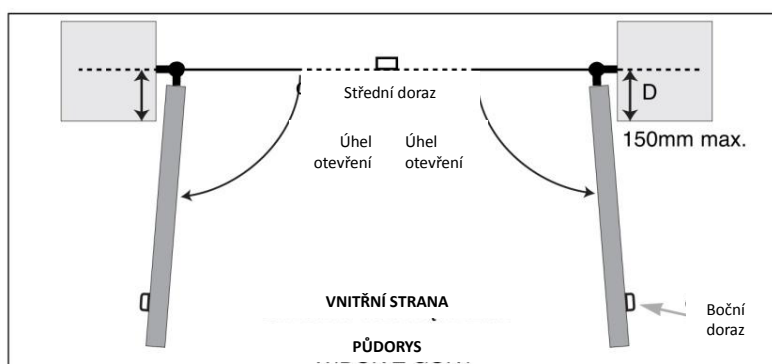 Střední doraz
D
150mm max.
Úhel
otevření
Úhel
otevření
VNITŘNÍ STRANA
Boční
doraz
PŮDORYS